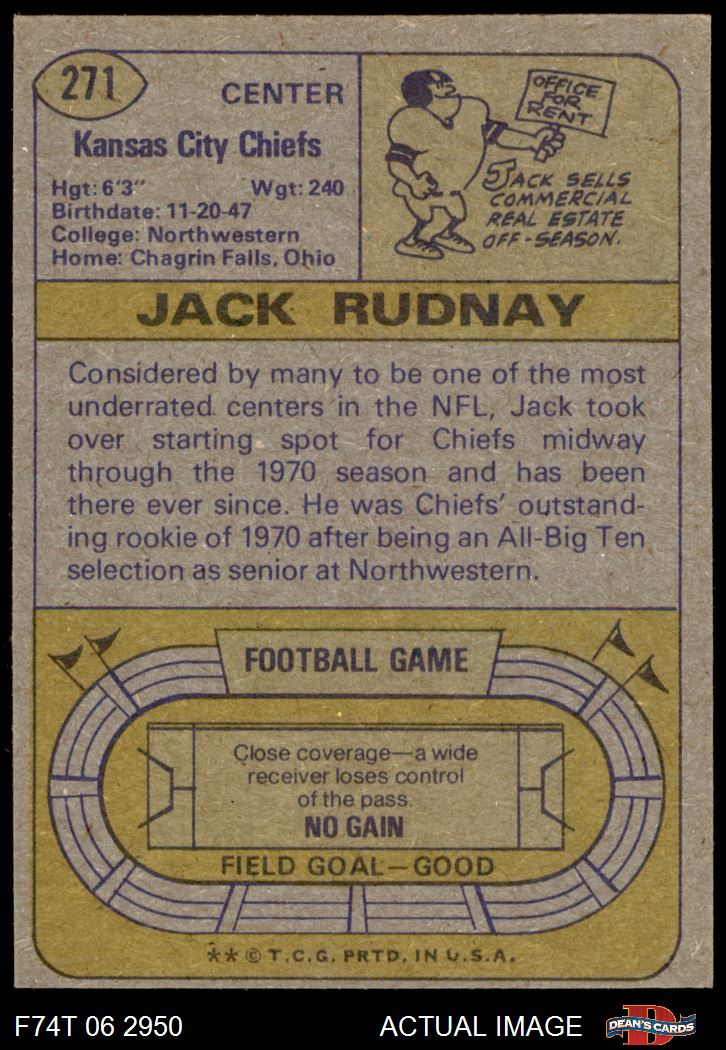 271
CENTER
Kansas City Chiefs
Hgt: 6'3" Wgt: 240
Birthdate: 11-20-47
College: Northwestern
Home: Chagrin Falls, Ohio
OFFICE
FOR
RENT
JACK SELLS
COMMERCIAL
REAL ESTATE
OFF-SEASON.
JACK RUDNAY
Considered by many to be one of the most
underrated centers in the NFL, Jack took
over starting spot for Chiefs midway
through the 1970 season and has been
there ever since. He was Chiefs' outstand-
ing rookie of 1970 after being an All-Big Ten
selection as senior at Northwestern.
FOOTBALL GAME
Close coverage—a wide
receiver loses control
of the pass.
NO GAIN
FIELD GOAL—GOOD
** © T.C.G. PRTD. IN U.S.A.
F74T 06 2950 ACTUAL IMAGE
DEAN'S CARDS